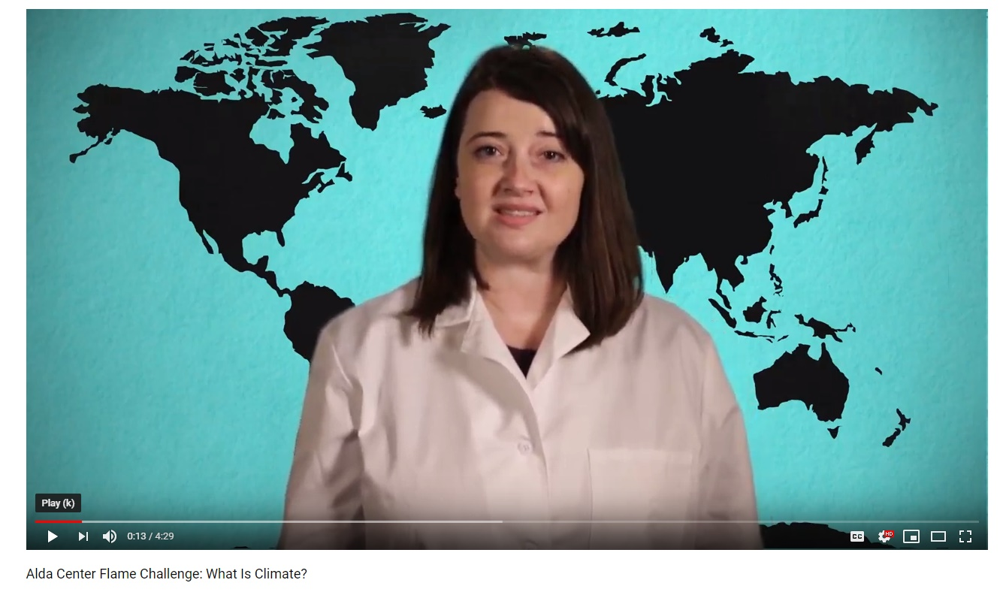 Play (k)
0:13 / 4:29
CC
HD
Alda Center Flame Challenge: What Is Climate?